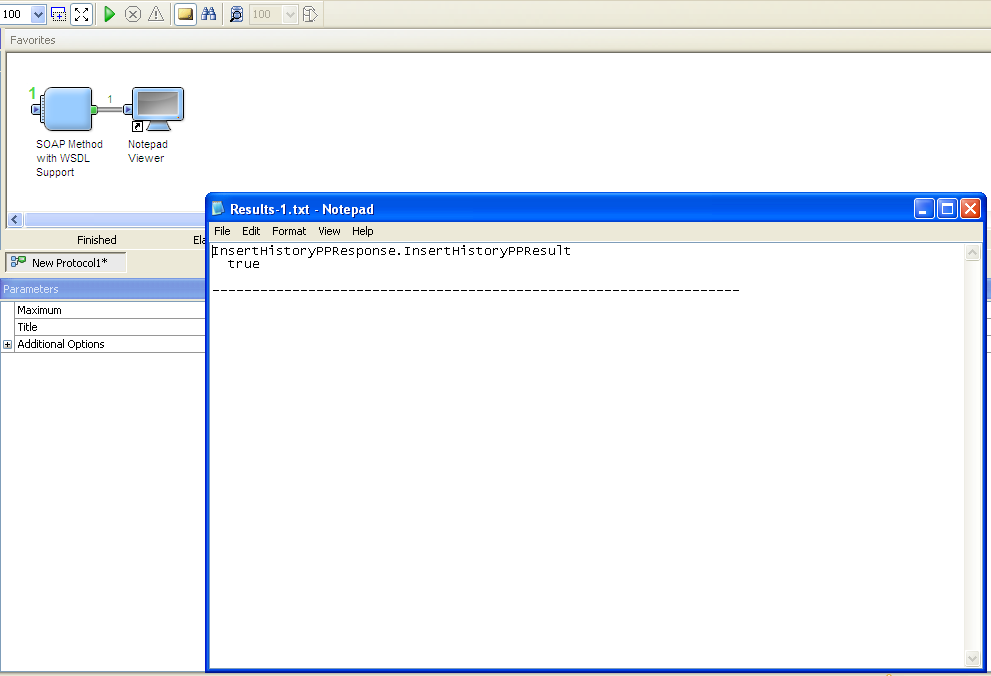 100
100
Favorites
1
1
SOAP Method
with WSDL
Support
Notepad
Viewer
Finished
Ela
New Protocol1*
Parameters
Maximum
Title
Additional Options
Results-1.txt - Notepad
File Edit Format View Help
InsertHistoryPPResponse.InsertHistoryPPResult
true
------------------------------------------------------------------